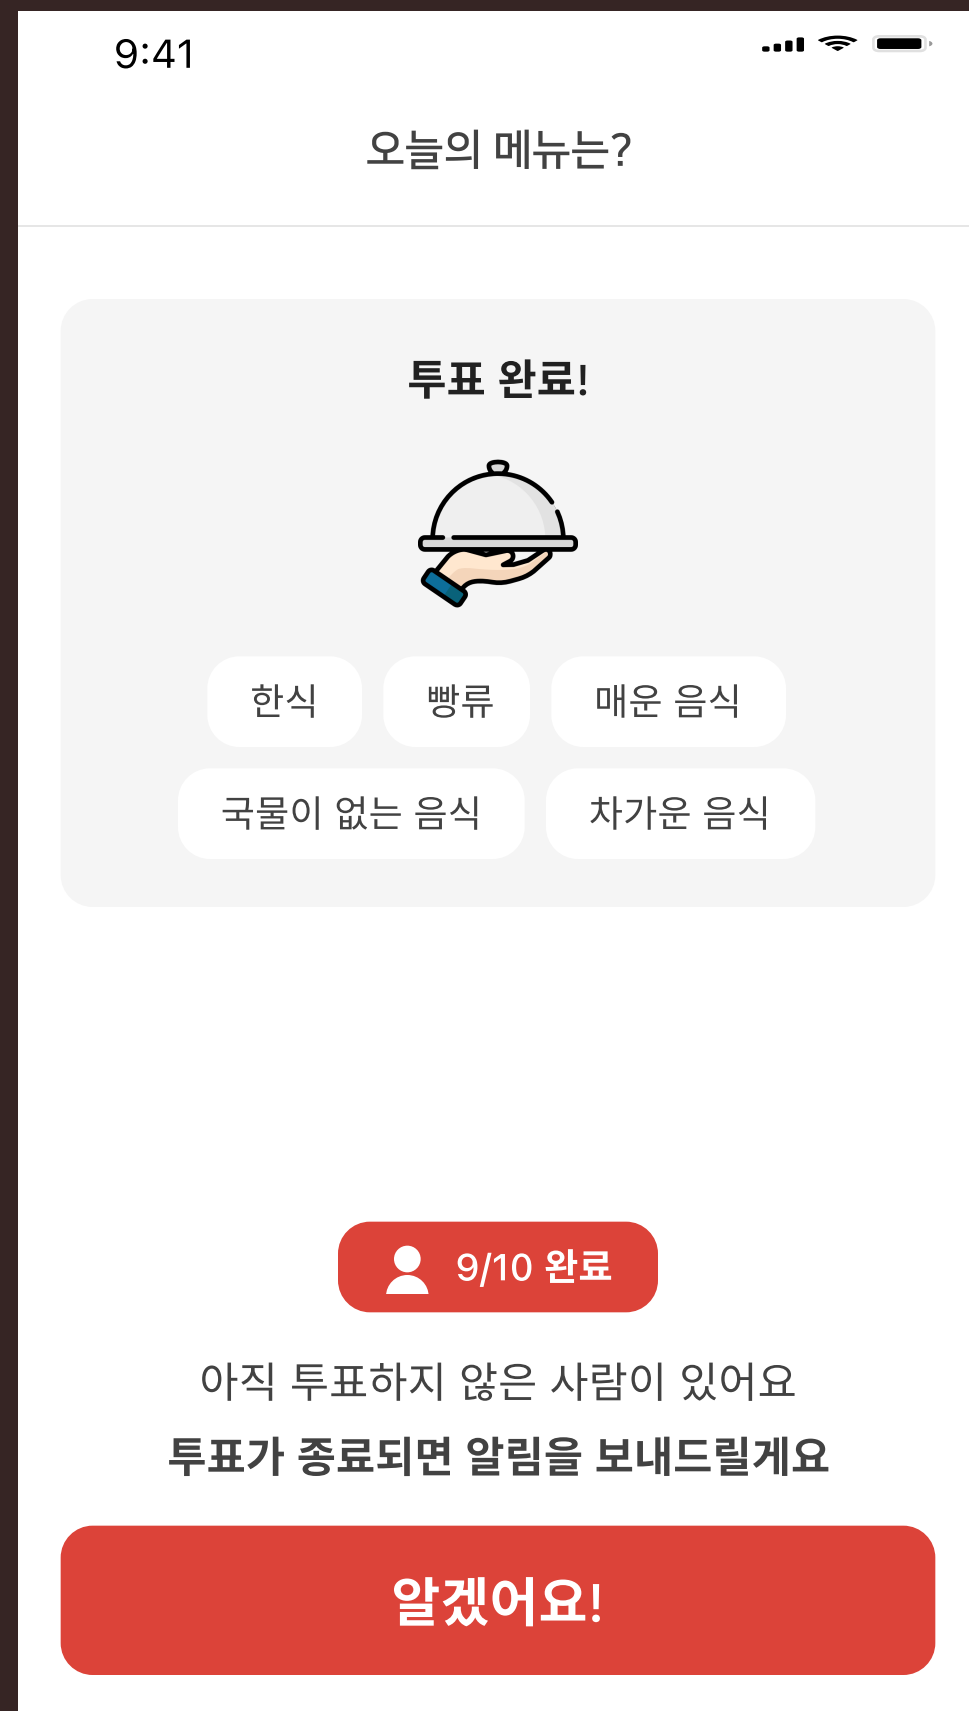 9:41
오늘의 메뉴는?
투표 완료!
한식 빵류 매운 음식
국물이 없는 음식 차가운 음식
9/10 완료
아직 투표하지 않은 사람이 있어요
투표가 종료되면 알림을 보내드릴게요
알겠어요!